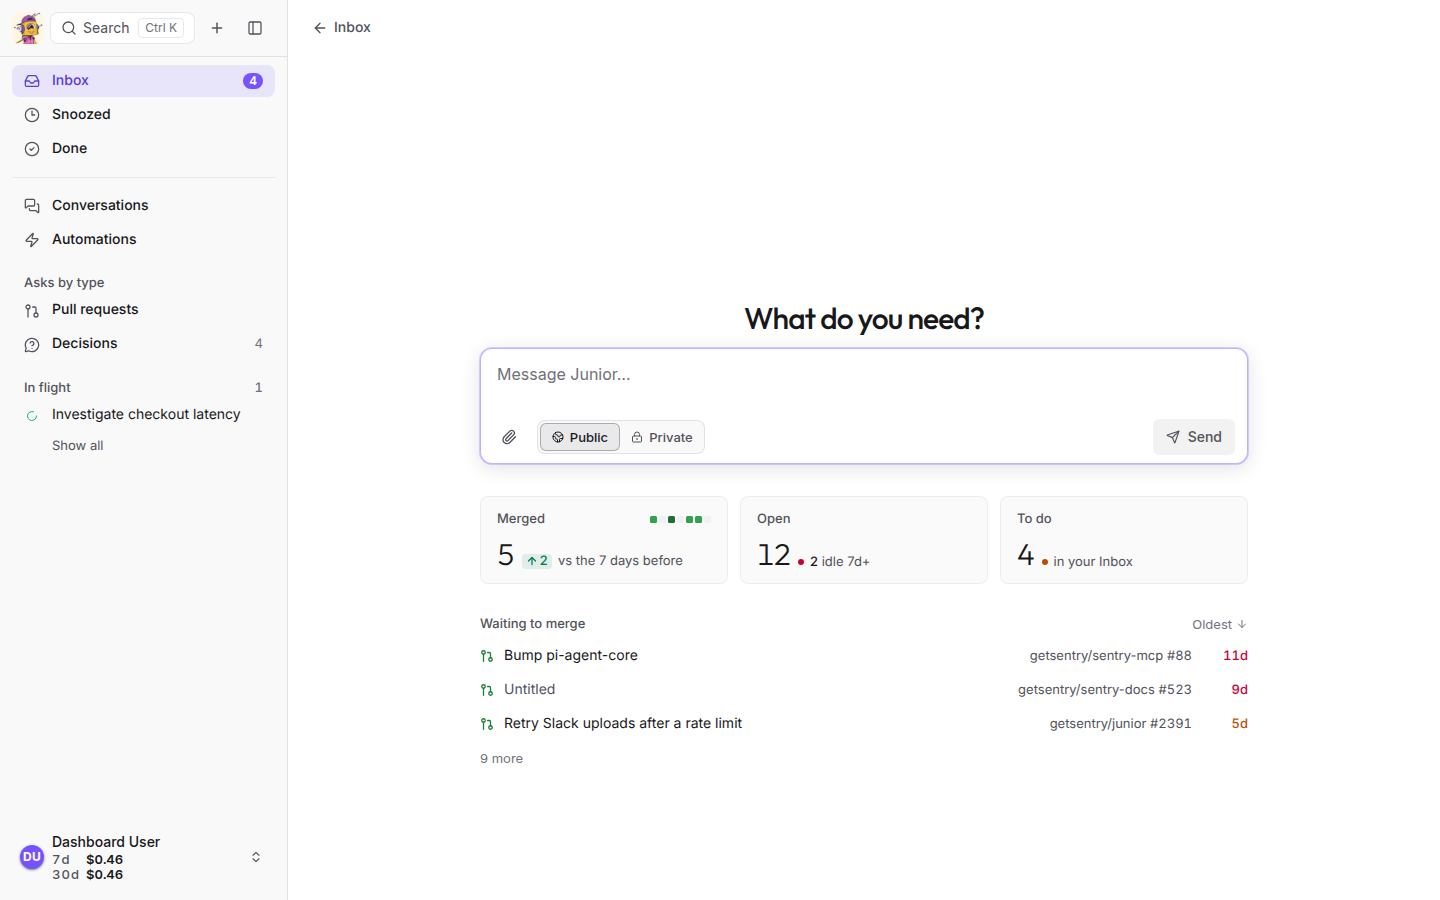 Search Ctrl K
Inbox 4
Snoozed
Done
Conversations
Automations
Asks by type
Pull requests
Decisions 4
In flight 1
Investigate checkout latency
Show all
DU
Dashboard User
7d $0.46
30d $0.46
Inbox
What do you need?
Message Junior...
Public Private Send
Merged
5 2 vs the 7 days before
Open
12 2 idle 7d+
To do
4 in your Inbox
Waiting to merge Oldest
Bump pi-agent-core getsentry/sentry-mcp #88 11d
Untitled getsentry/sentry-docs #523 9d
Retry Slack uploads after a rate limit getsentry/junior #2391 5d
9 more